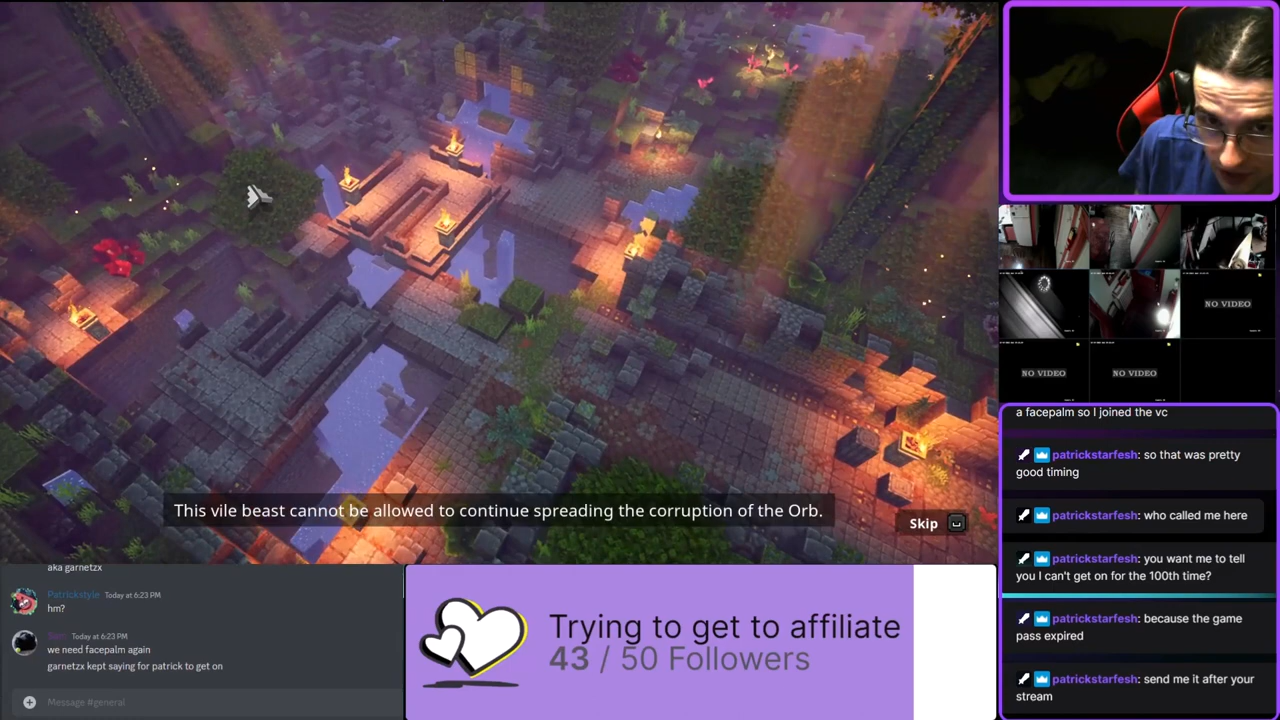 This vile beast cannot be allowed to continue spreading the corruption of the Orb.
Skip
NO VIDEO
NO VIDEO
NO VIDEO
a facepalm so I joined the vc
patrickstarfesh: so that was pretty
good timing
patrickstarfesh: who called me here
patrickstarfesh: you want me to tell
you I can't get on for the 100th time?
patrickstarfesh: because the game
pass expired
patrickstarfesh: send me it after your
stream
aka garnetzx
Patrickstyle Today at 6:23 PM
hm?
Today at 6:23 PM
we need facepalm again
garnetzx kept saying for patrick to get on
Message #general
Trying to get to affiliate
43 / 50 Followers